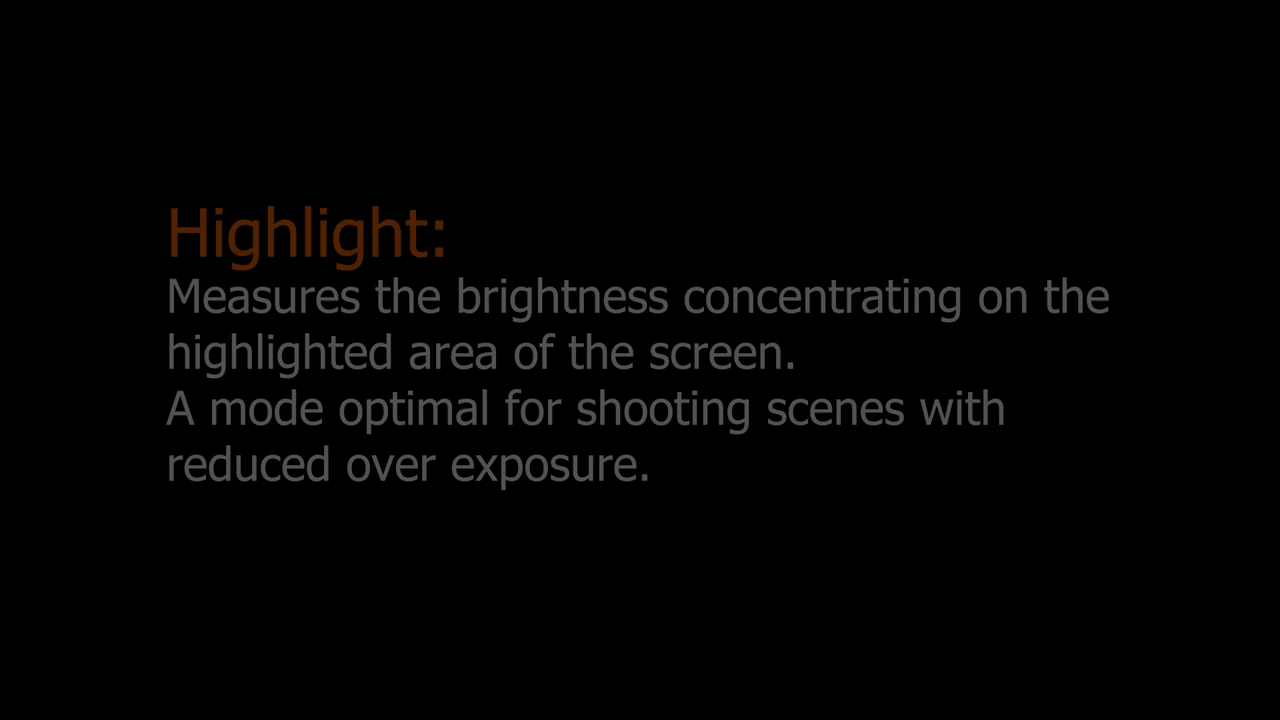 Highlight:
Measures the brightness concentrating on the
highlighted area of the screen.
A mode optimal for shooting scenes with
reduced over exposure.